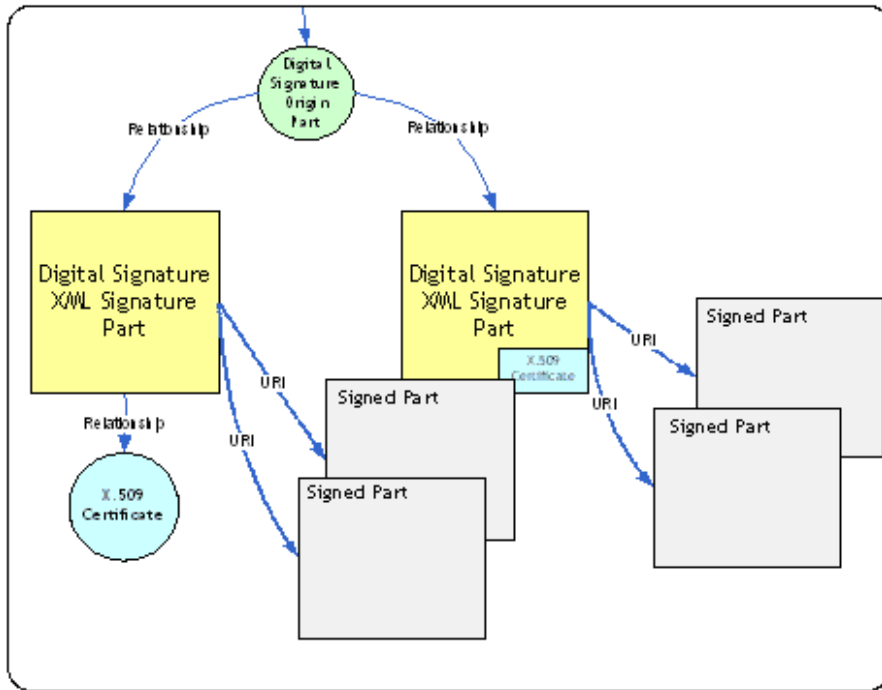 Digital
Signature
Origin
Part
Relationship
Relationship
Digital Signature
XML Signature
Part
Digital Signature
XML Signature
Part
X.509
Certificate
URI
URI
Signed Part
Signed Part
URI
URI
Signed Part
Signed Part
Relationship
X.509
Certificate